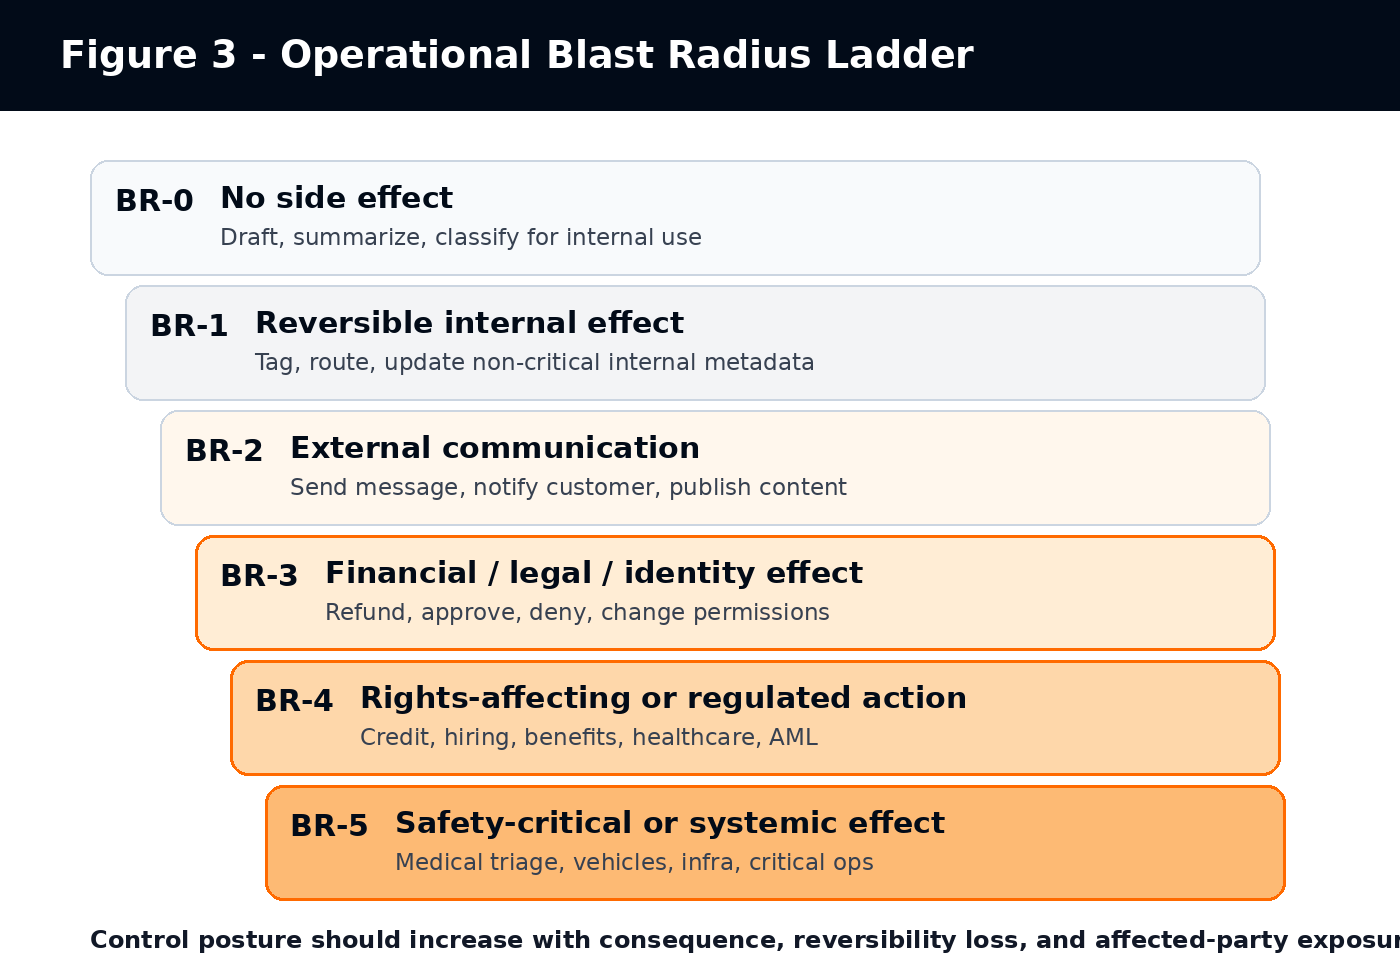 Figure 3 - Operational Blast Radius Ladder
BR-0 No side effect
Draft, summarize, classify for internal use
BR-1 Reversible internal effect
Tag, route, update non-critical internal metadata
BR-2 External communication
Send message, notify customer, publish content
BR-3 Financial / legal / identity effect
Refund, approve, deny, change permissions
BR-4 Rights-affecting or regulated action
Credit, hiring, benefits, healthcare, AML
BR-5 Safety-critical or systemic effect
Medical triage, vehicles, infra, critical ops
Control posture should increase with consequence, reversibility loss, and affected-party